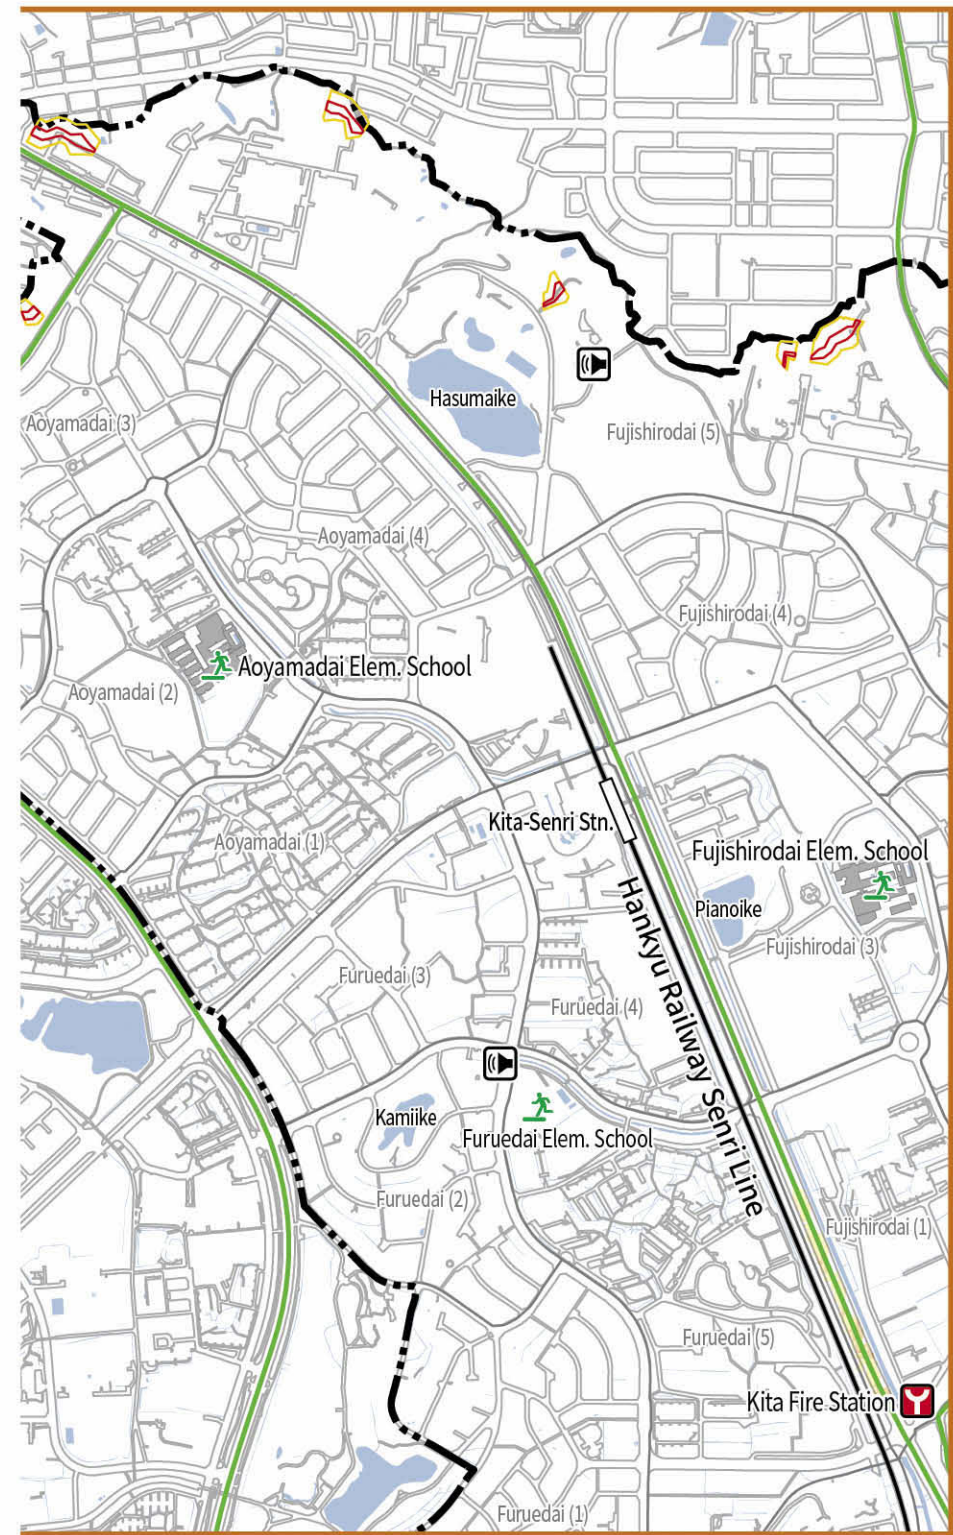 Hasumaike
Aoyamadai (3)
Fujishirodai (5)
Aoyamadai (4)
Fujishirodai (4)
Aoyamadai Elem. School
Aoyamadai (2)
Kita-Senri Stn.
Aoyamadai (1)
Fujishirodai Elem. School
Pianoike
Fujishirodai (3)
Hankyu Railway Senri Line
Furuedai (3)
Furuedai (4)
Kamiike
Furuedai Elem. School
Furuedai (2)
Fujishirodai (1)
Furuedai (5)
Kita Fire Station
Furuedai (1)